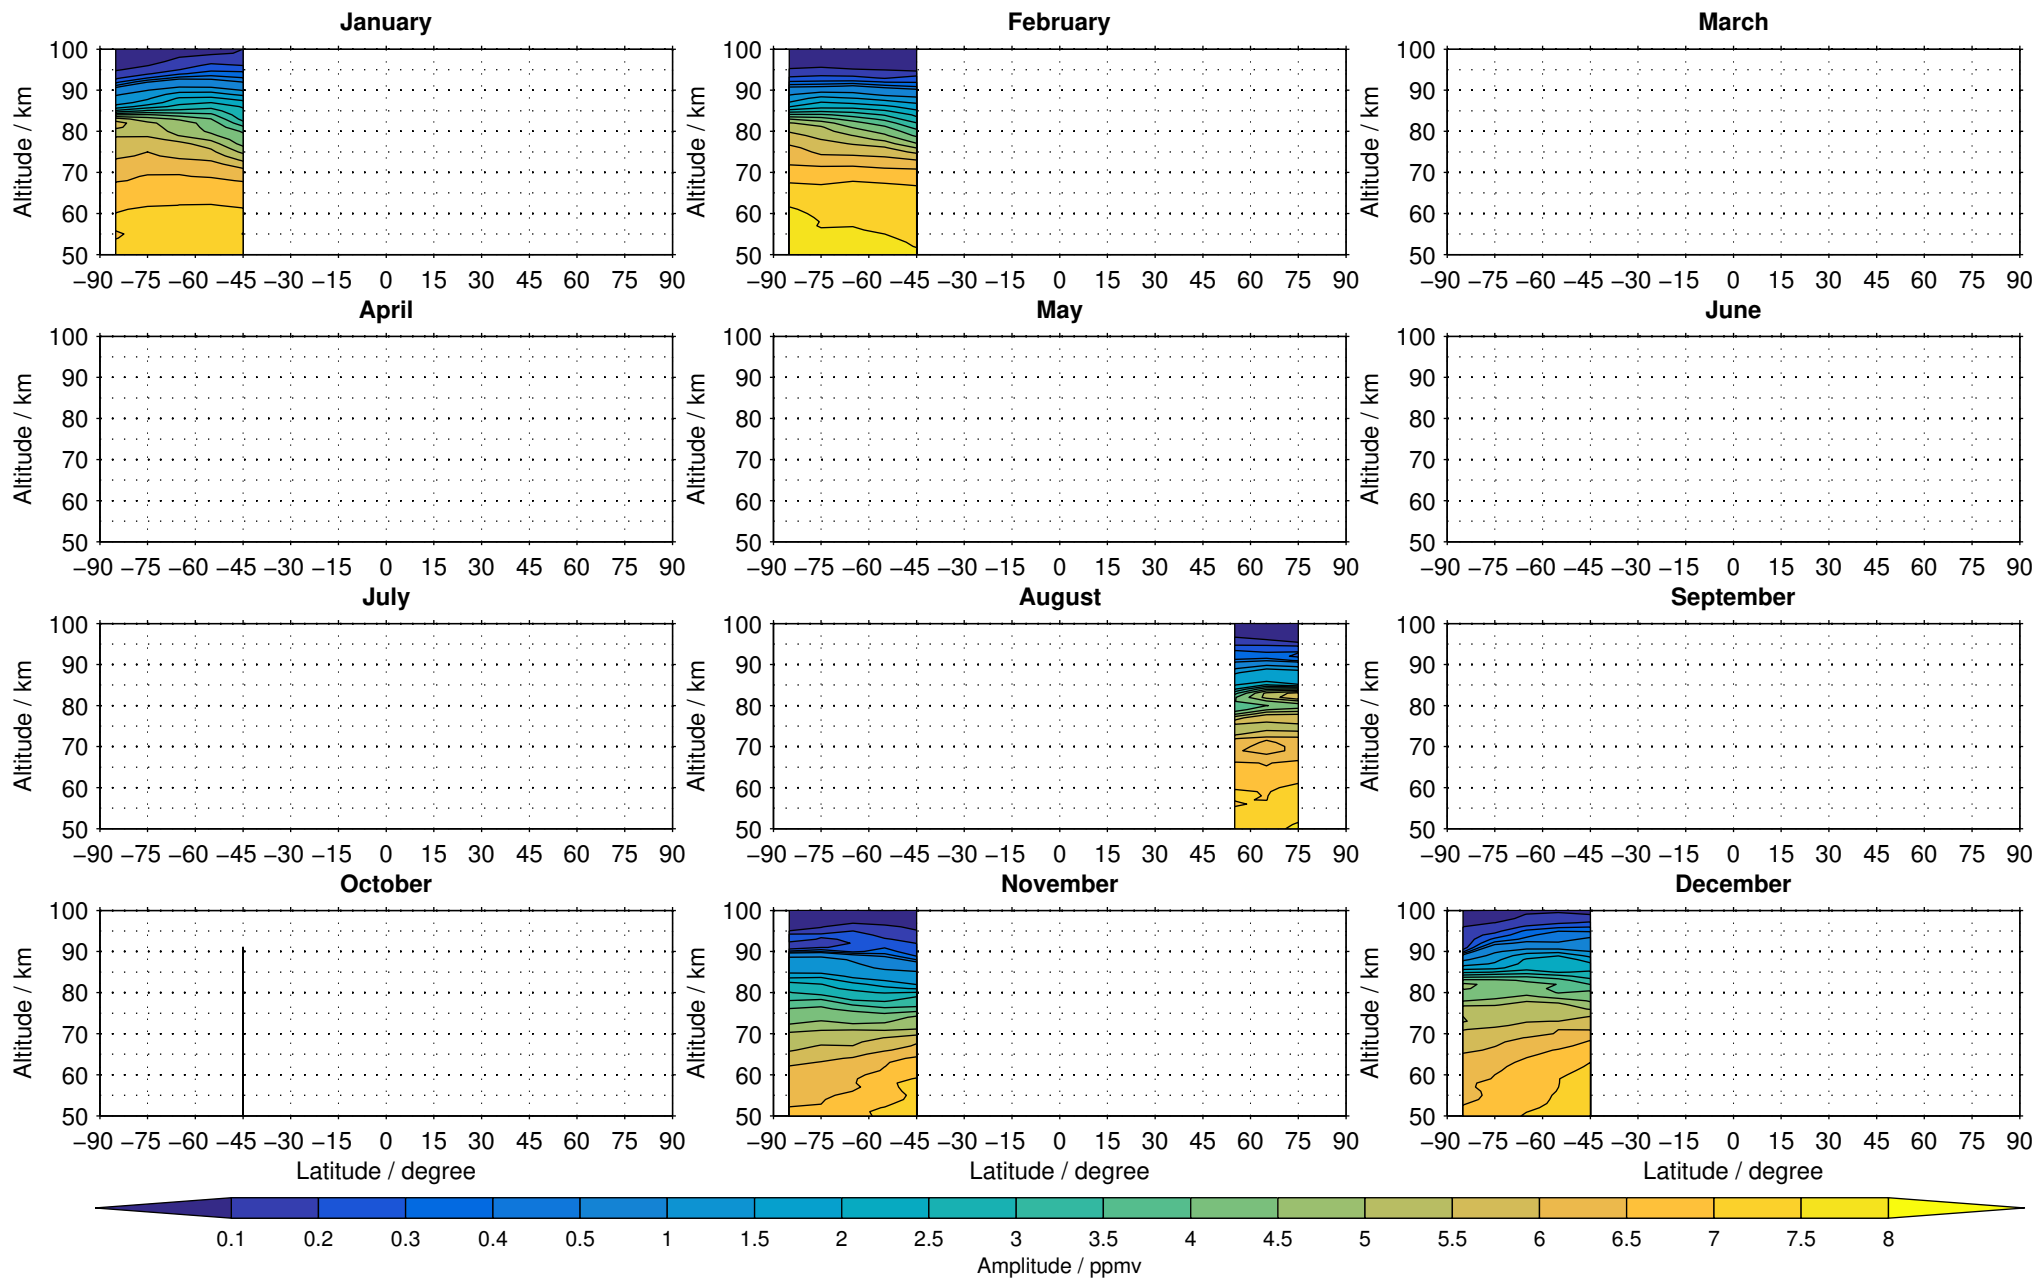 January February March
100 100 100
90 90 90
Altitude / km Altitude / km Altitude / km
80 80 80
70 70 70
60 60 60
50 50 50
−90 −75 −60 −45 −30 −15 0 15 30 45 60 75 90 −90 −75 −60 −45 −30 −15 0 15 30 45 60 75 90 −90 −75 −60 −45 −30 −15 0 15 30 45 60 75 90
April May June
100 100 100
90 90 90
Altitude / km Altitude / km Altitude / km
80 80 80
70 70 70
60 60 60
50 50 50
−90 −75 −60 −45 −30 −15 0 15 30 45 60 75 90 −90 −75 −60 −45 −30 −15 0 15 30 45 60 75 90 −90 −75 −60 −45 −30 −15 0 15 30 45 60 75 90
July August September
100 100 100
90 90 90
Altitude / km Altitude / km Altitude / km
80 80 80
70 70 70
60 60 60
50 50 50
−90 −75 −60 −45 −30 −15 0 15 30 45 60 75 90 −90 −75 −60 −45 −30 −15 0 15 30 45 60 75 90 −90 −75 −60 −45 −30 −15 0 15 30 45 60 75 90
October November December
100 100 100
90 90 90
Altitude / km Altitude / km Altitude / km
80 80 80
70 70 70
60 60 60
50 50 50
−90 −75 −60 −45 −30 −15 0 15 30 45 60 75 90 −90 −75 −60 −45 −30 −15 0 15 30 45 60 75 90 −90 −75 −60 −45 −30 −15 0 15 30 45 60 75 90
Latitude / degree Latitude / degree Latitude / degree
0.1 0.2 0.3 0.4 0.5 1 1.5 2 2.5 3 3.5 4 4.5 5 5.5 6 6.5 7 7.5 8
Amplitude / ppmv